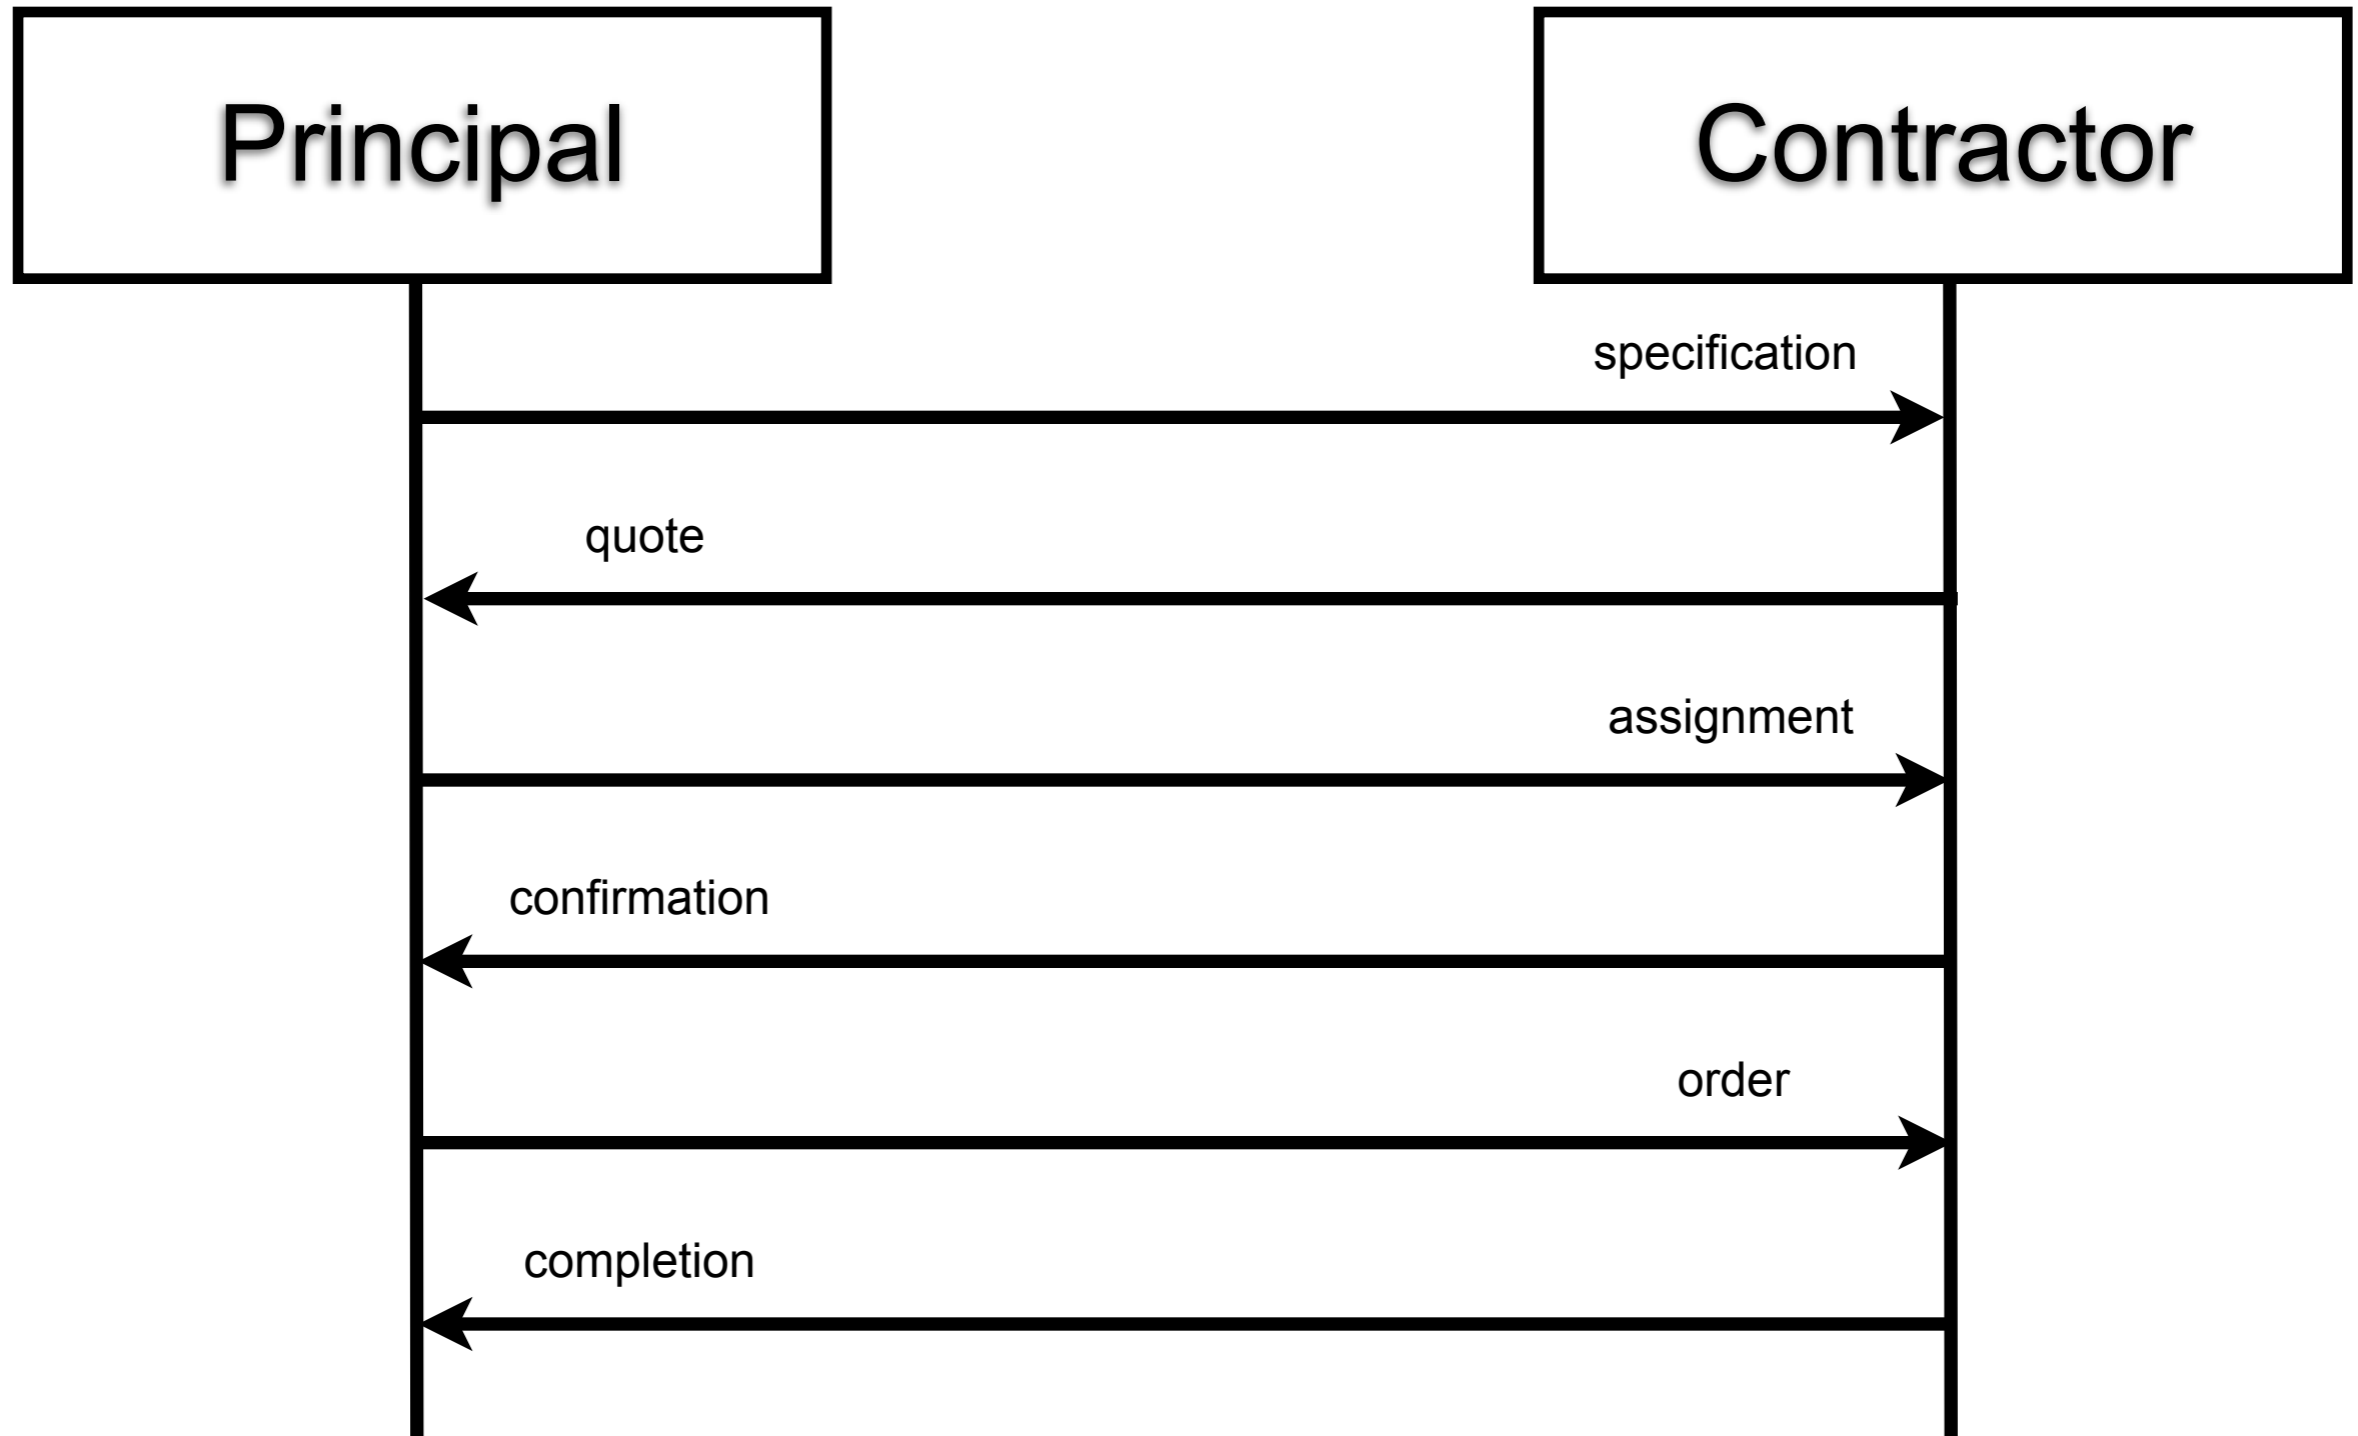 Principal
Contractor
specification
quote
assignment
confirmation
order
completion